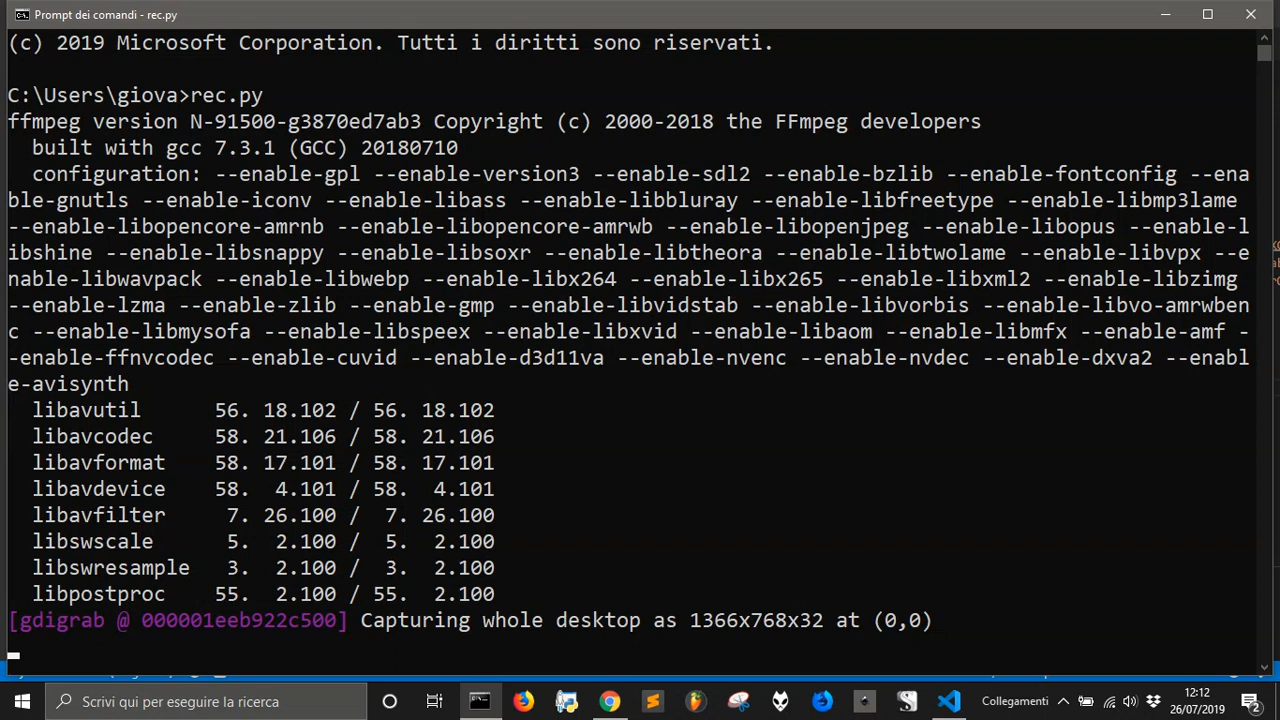 Prompt dei comandi - rec.py
(c) 2019 Microsoft Corporation. Tutti i diritti sono riservati.
C:\Users\giova>rec.py
ffmpeg version N-91500-g3870ed7ab3 Copyright (c) 2000-2018 the FFmpeg developers
built with gcc 7.3.1 (GCC) 20180710
configuration: --enable-gpl --enable-version3 --enable-sdl2 --enable-bzlib --enable-fontconfig --ena
ble-gnutls --enable-iconv --enable-libass --enable-libbluray --enable-libfreetype --enable-libmp3lame
--enable-libopencore-amrnb --enable-libopencore-amrwb --enable-libopenjpeg --enable-libopus --enable-l
ibshine --enable-libsnappy --enable-libsoxr --enable-libtheora --enable-libtwolame --enable-libvpx --e
nable-libwavpack --enable-libwebp --enable-libx264 --enable-libx265 --enable-libxml2 --enable-libzimg
--enable-lzma --enable-zlib --enable-gmp --enable-libvidstab --enable-libvorbis --enable-libvo-amrwben
c --enable-libmysofa --enable-libspeex --enable-libxvid --enable-libaom --enable-libmfx --enable-amf -
-enable-ffnvcodec --enable-cuvid --enable-d3d11va --enable-nvenc --enable-nvdec --enable-dxva2 --enabl
e-avisynth
libavutil 56. 18.102 / 56. 18.102
libavcodec 58. 21.106 / 58. 21.106
libavformat 58. 17.101 / 58. 17.101
libavdevice 58. 4.101 / 58. 4.101
libavfilter 7. 26.100 / 7. 26.100
libswscale 5. 2.100 / 5. 2.100
libswresample 3. 2.100 / 3. 2.100
libpostproc 55. 2.100 / 55. 2.100
[gdigrab @ 000001eeb922c500] Capturing whole desktop as 1366x768x32 at (0,0)
Scrivi qui per eseguire la ricerca
Collegamenti
12:12
26/07/2019
2